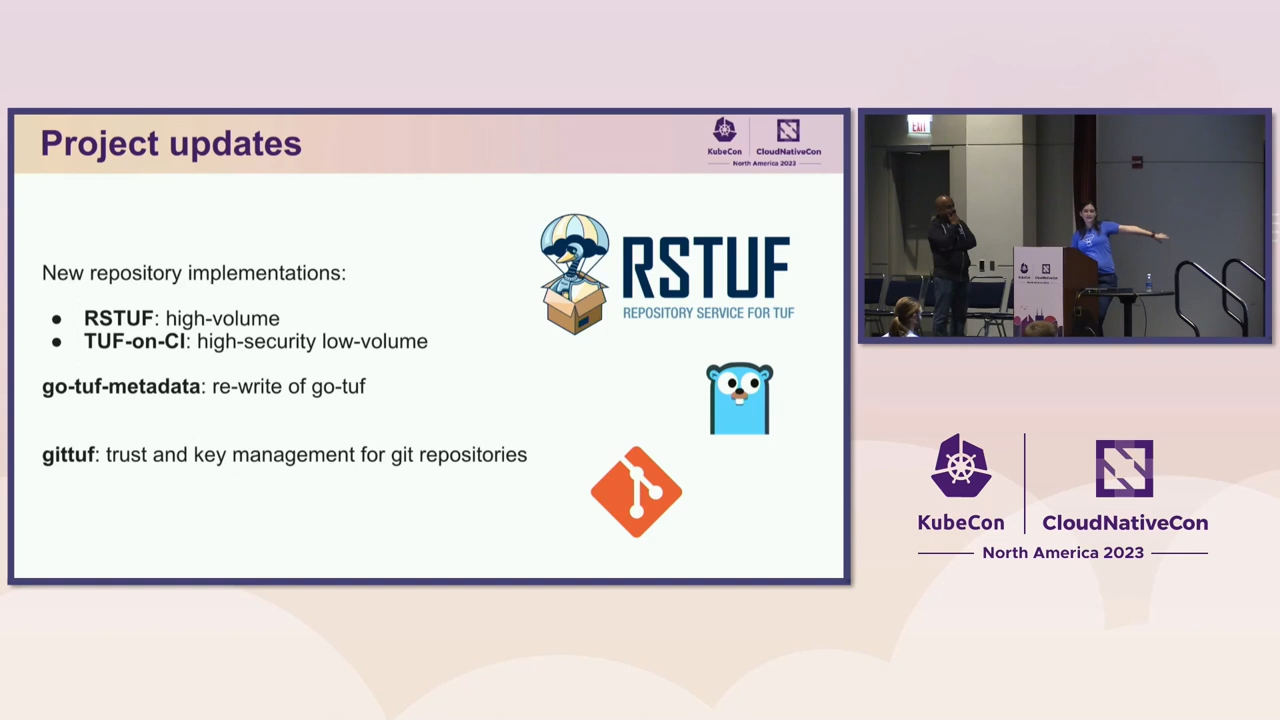 Project updates
KubeCon
CloudNativeCon
North America 2023
New repository implementations:
● RSTUF: high-volume
● TUF-on-CI: high-security low-volume
go-tuf-metadata: re-write of go-tuf
gittuf: trust and key management for git repositories
RSTUF
REPOSITORY SERVICE FOR TUF
EXIT
KubeCon
CloudNativeCon
North America 2023